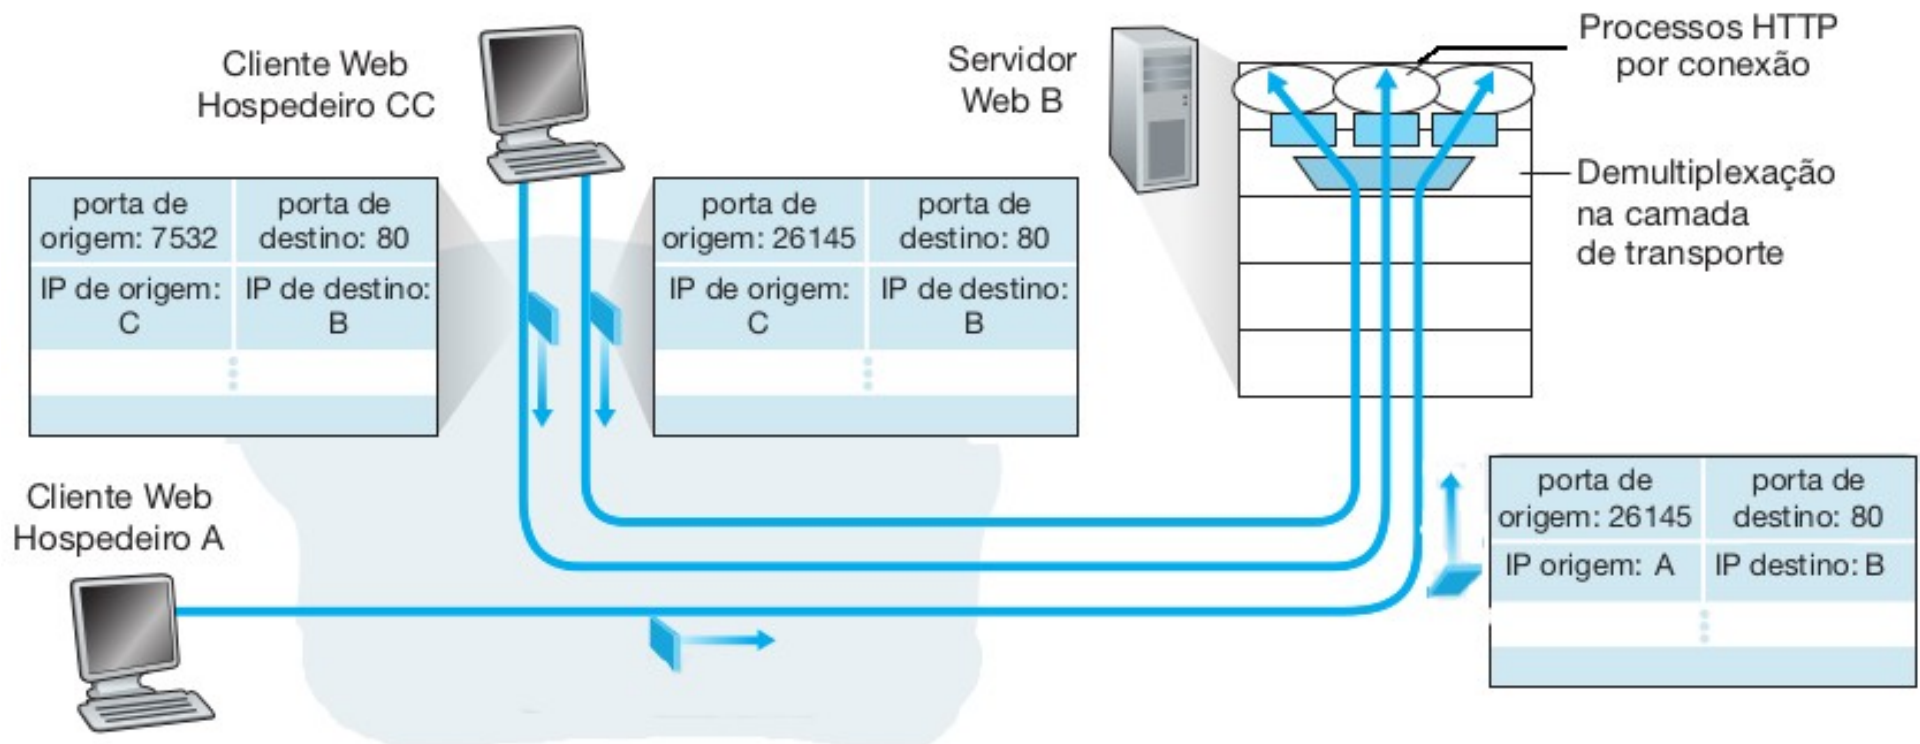 Cliente Web
Hospedeiro CC
Servidor
Web B
Processos HTTP
por conexão
Demultiplexação
na camada
de transporte
porta de
origem: 7532
porta de
destino: 80
IP de origem:
C
IP de destino:
B
porta de
origem: 26145
porta de
destino: 80
IP de origem:
C
IP de destino:
B
Cliente Web
Hospedeiro A
porta de
origem: 26145
porta de
destino: 80
IP origem: A
IP destino: B